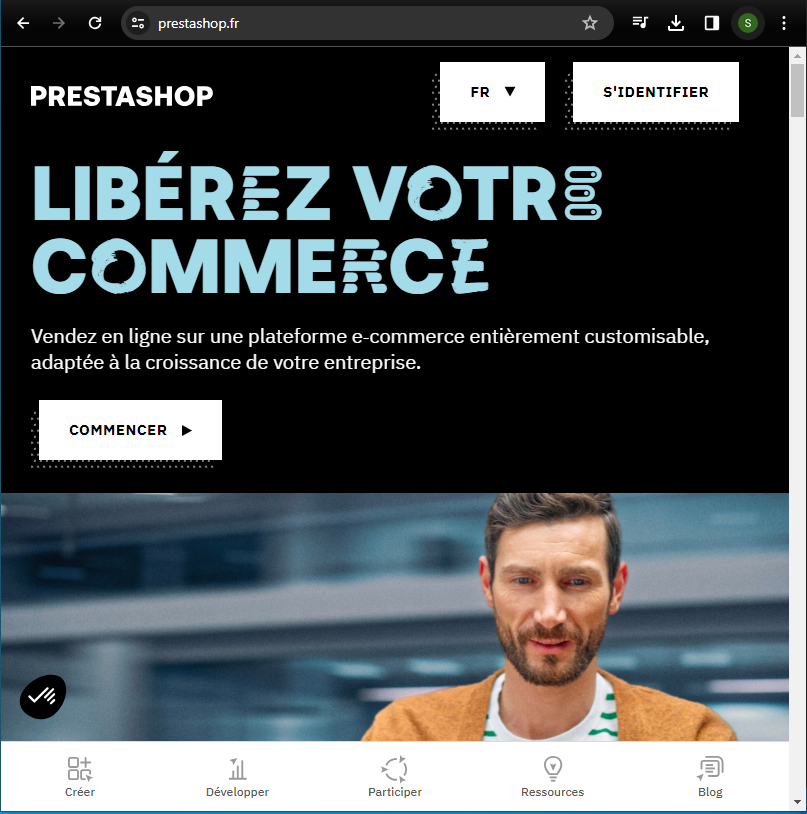 prestashop.fr
S
PRESTASHOP
FR
S'IDENTIFIER
LIBÉREZ VOTRE
COMMERCE
Vendez en ligne sur une plateforme e-commerce entièrement customisable,
adaptée à la croissance de votre entreprise.
COMMENCER
Créer
Développer
Participer
Ressources
Blog